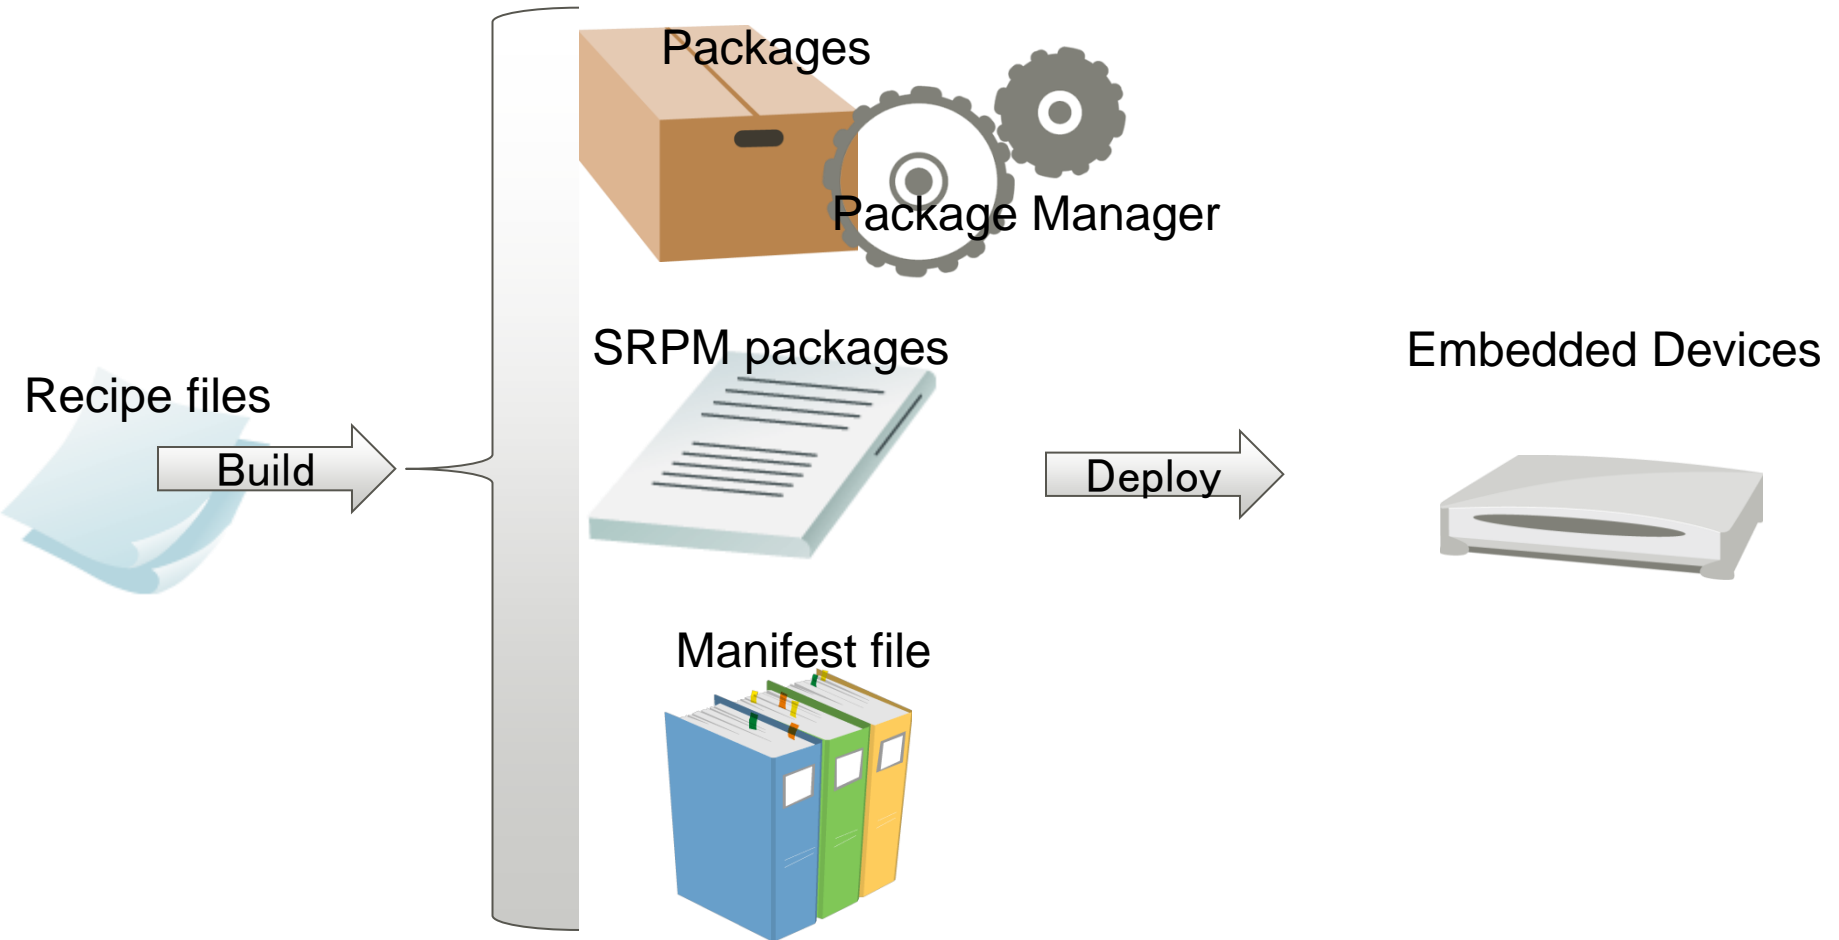 Packages
Package Manager
SRPM packages
Embedded Devices
Recipe files
Build
Deploy
Manifest file